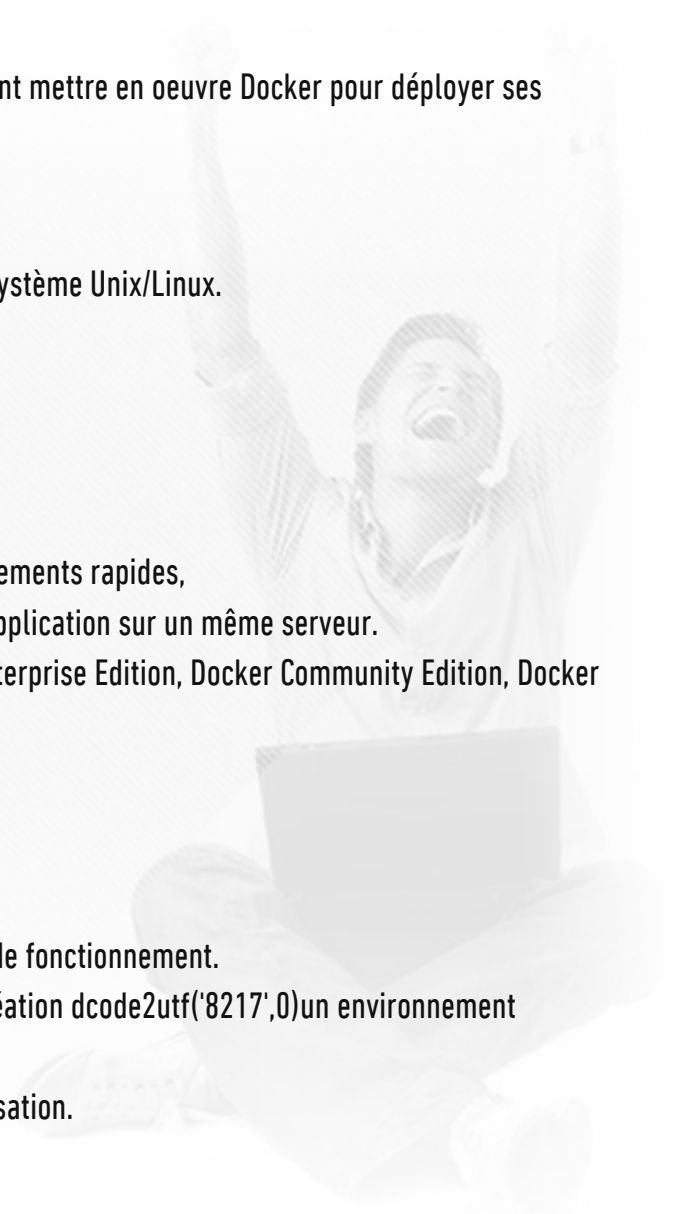 nt mettre en oeuvre Docker pour déployer ses
ystème Unix/Linux.
ements rapides,
pplication sur un même serveur.
terprise Edition, Docker Community Edition, Docker
de fonctionnement.
éation dcode2utf('8217',0)un environnement
sation.